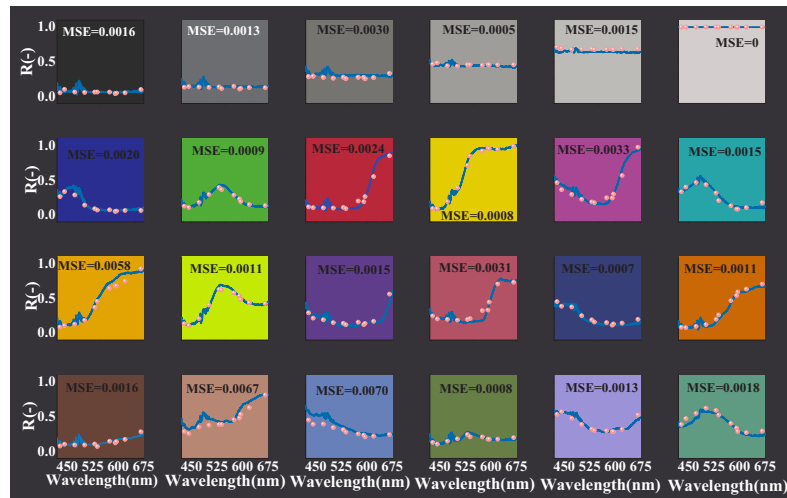 1.0 MSE=0.0016 MSE=0.0013 MSE=0.0030 MSE=0.0005 MSE=0.0015 MSE=0
R(-) 0.5
0.0
1.0 MSE=0.0020 MSE=0.0009 MSE=0.0024 MSE=0.0008 MSE=0.0033 MSE=0.0015
R(-) 0.5
0.0
1.0 MSE=0.0058 MSE=0.0011 MSE=0.0015 MSE=0.0031 MSE=0.0007 MSE=0.0011
R(-) 0.5
0.0
1.0 MSE=0.0016 MSE=0.0067 MSE=0.0070 MSE=0.0008 MSE=0.0013 MSE=0.0018
R(-) 0.5
0.0
450 525 600 675 450 525 600 675 450 525 600 675 450 525 600 675 450 525 600 675 450 525 600 675
Wavelength(nm) Wavelength(nm) Wavelength(nm) Wavelength(nm) Wavelength(nm) Wavelength(nm)